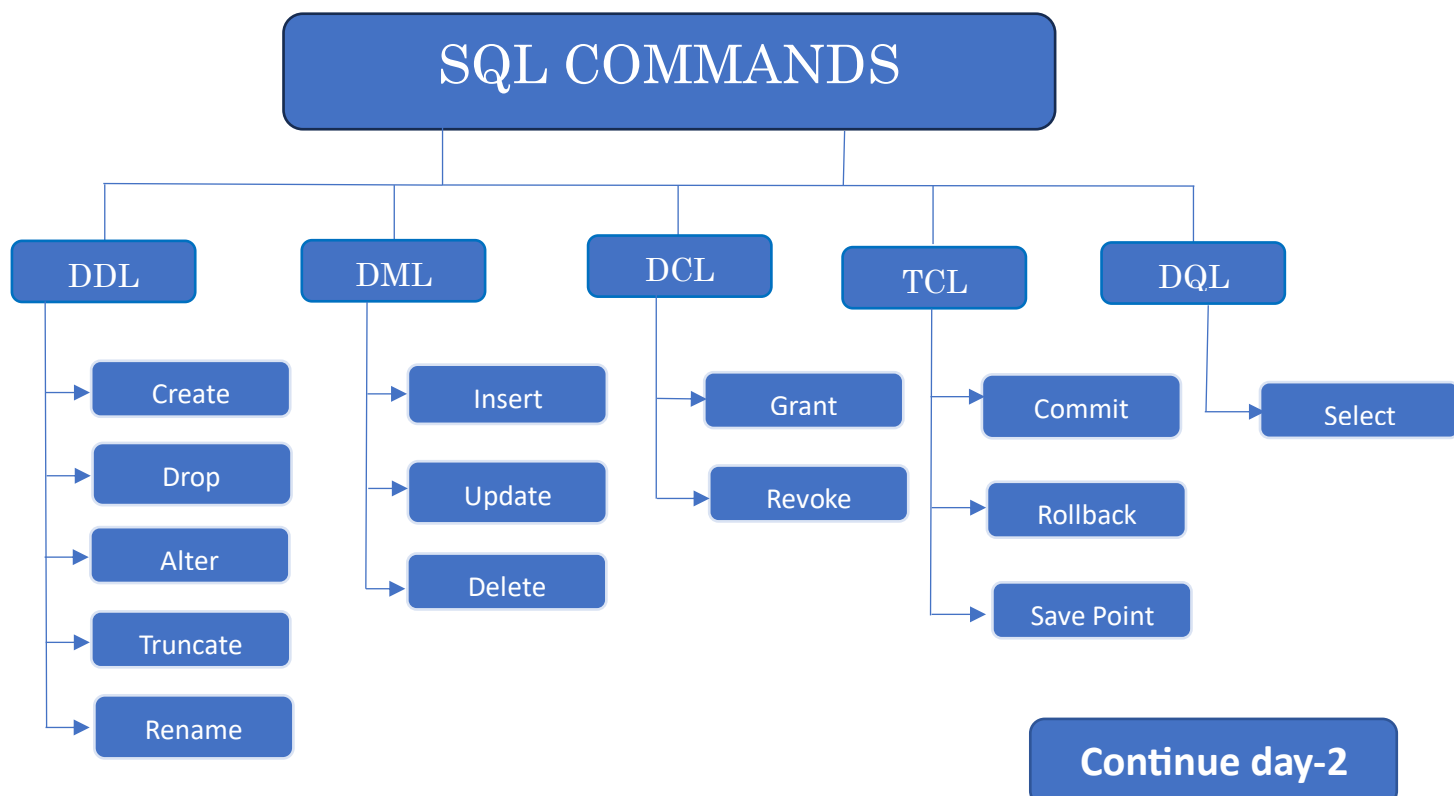 SQL COMMANDS
DDL
DML
DCL
TCL
DQL
Create
Drop
Alter
Truncate
Rename
Insert
Update
Delete
Grant
Revoke
Commit
Rollback
Save Point
Select
Continue day-2